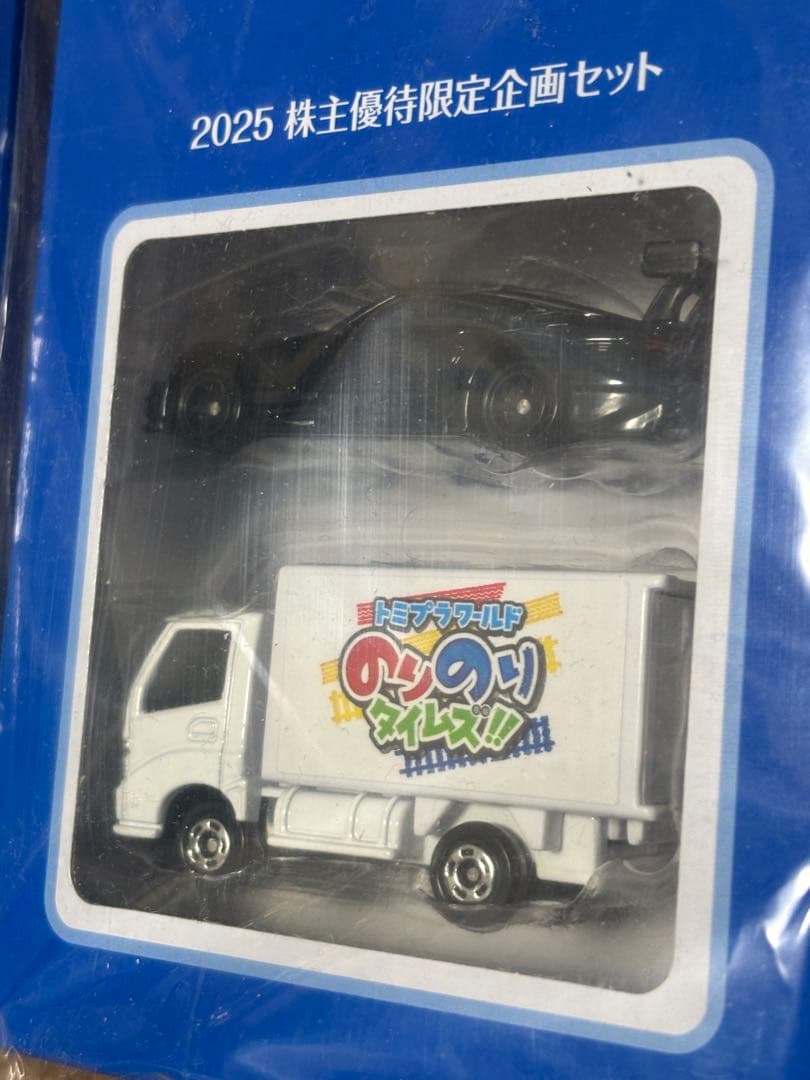 2025 株主優待限定企画セット
トミプラワールド
のりのり
タイムズ!!